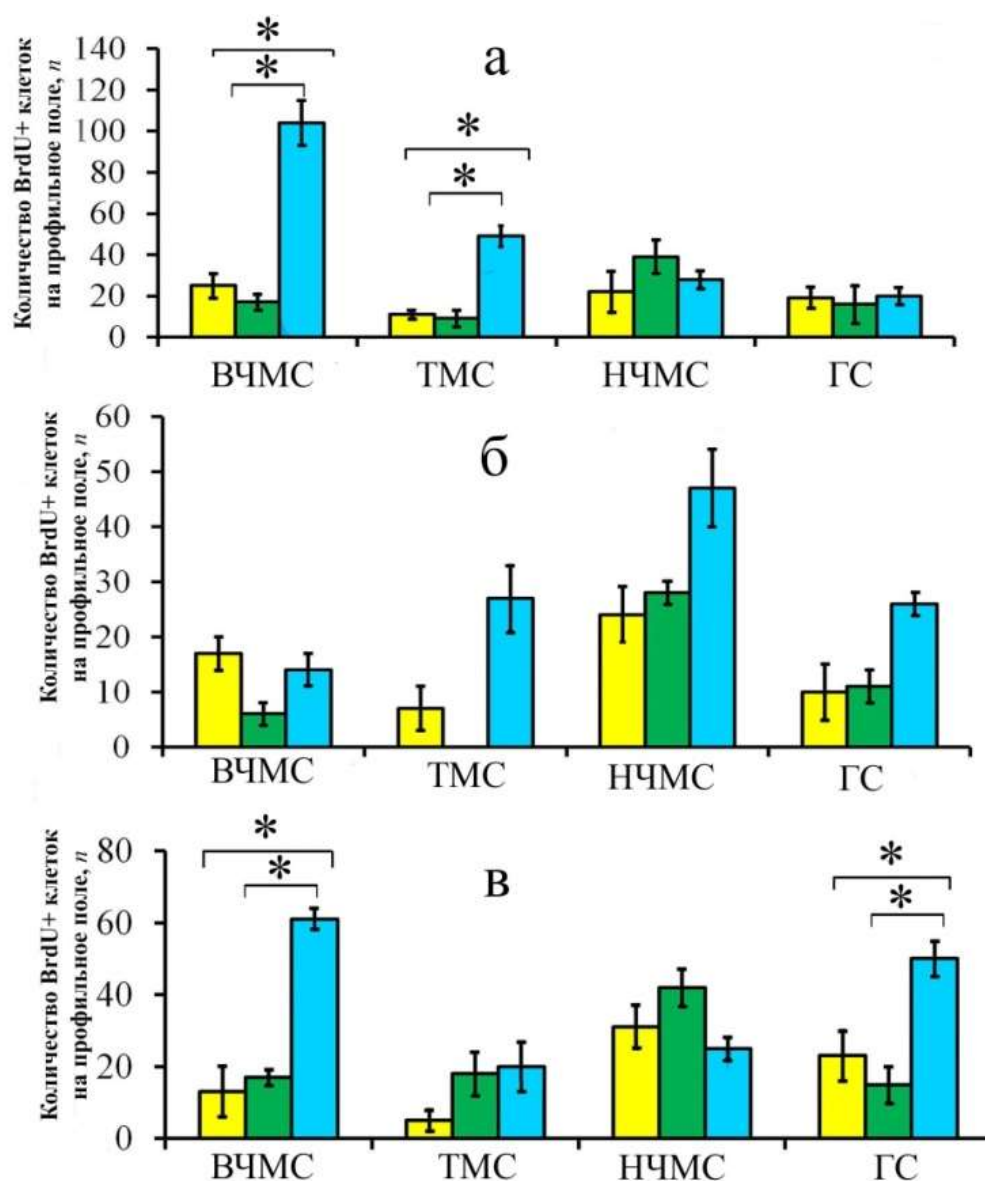 Количество BrdU+ клеток
на профильное поле, n
140
120
100
80
60
40
20
0
*
*
а
*
*
ВЧМС ТМС НЧМС ГС
Количество BrdU+ клеток
на профильное поле, n
60
50
40
30
20
10
0
б
ВЧМС ТМС НЧМС ГС
Количество BrdU+ клеток
на профильное поле, n
80
60
40
20
0
*
*
в
*
*
ВЧМС ТМС НЧМС ГС